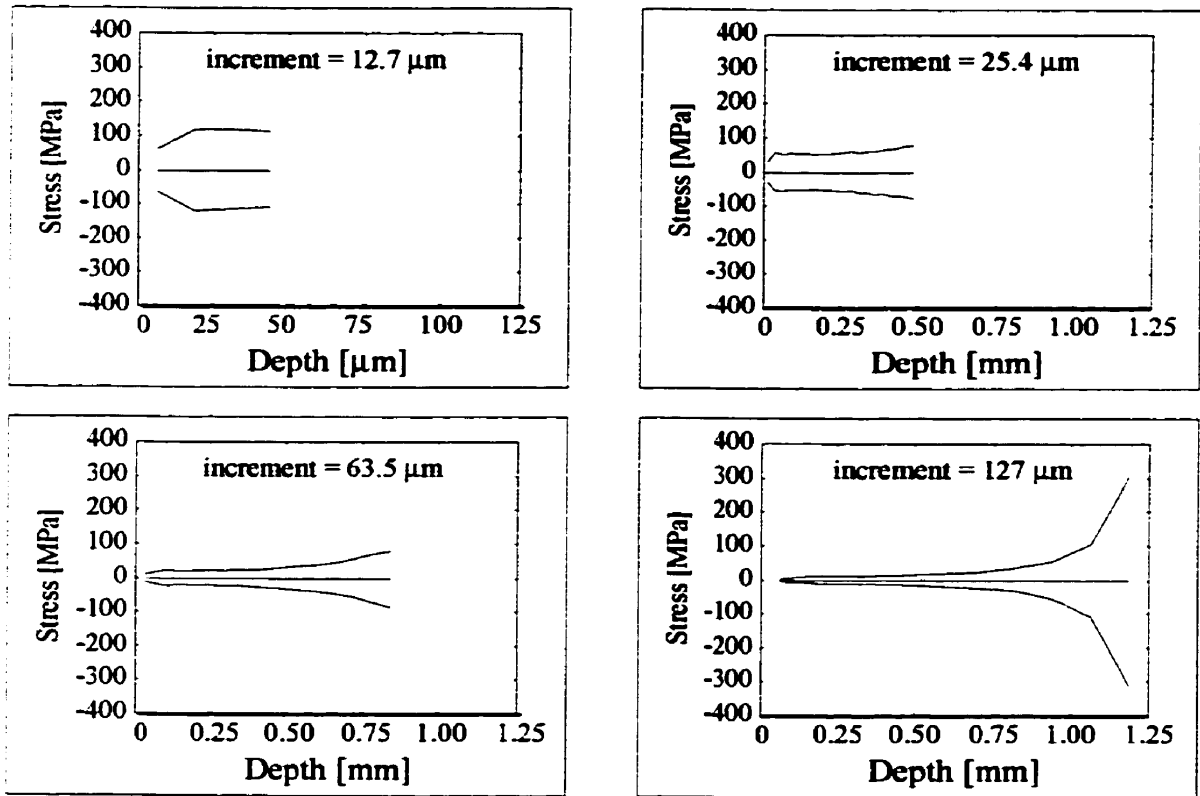 400
300
200
100
0
-100
-200
-300
-400
Stress [MPa]
increment = 12.7 μm
0 25 50 75 100 125
Depth [μm]
400
300
200
100
0
-100
-200
-300
-400
Stress [MPa]
increment = 25.4 μm
0 0.25 0.50 0.75 1.00 1.25
Depth [mm]
400
300
200
100
0
-100
-200
-300
-400
Stress [MPa]
increment = 63.5 μm
0 0.25 0.50 0.75 1.00 1.25
Depth [mm]
400
300
200
100
0
-100
-200
-300
-400
Stress [MPa]
increment = 127 μm
0 0.25 0.50 0.75 1.00 1.25
Depth [mm]